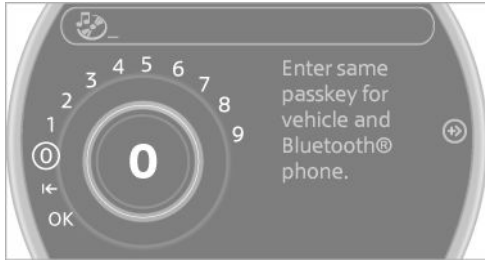 _
0
1
2
3
4
5
6
7
8
9
OK
0
Enter same
passkey for
vehicle and
Bluetooth®
phone.